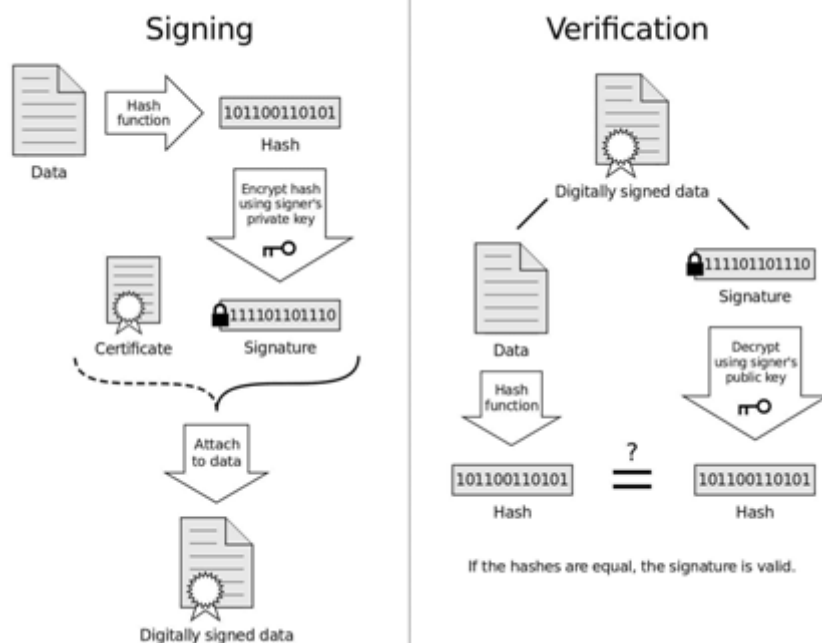 Signing
Data
Hash
function
101100110101
Hash
Encrypt hash
using signer's
private key
Certificate
111101101110
Signature
Attach
to data
Digitally signed data
Verification
Digitally signed data
Data
Hash
function
101100110101
Hash
111101101110
Signature
Decrypt
using signer's
public key
101100110101
Hash
?
=
If the hashes are equal, the signature is valid.